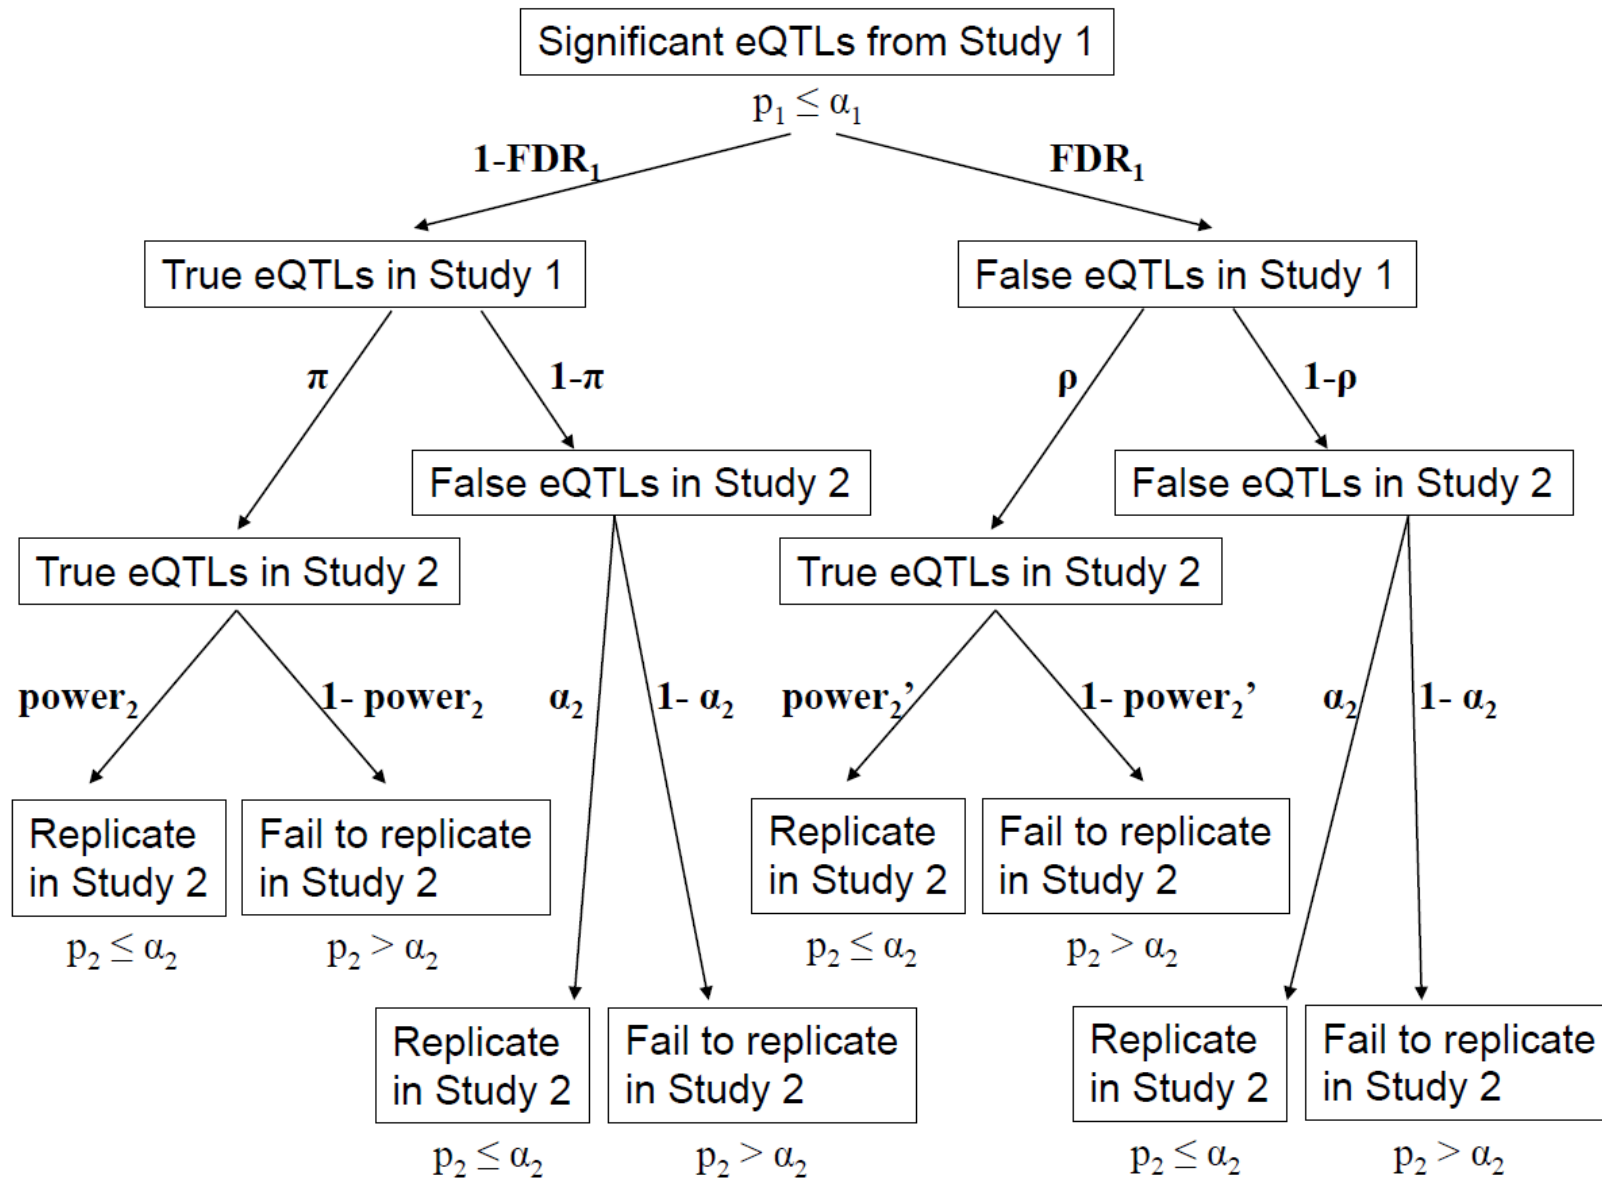 Significant eQTLs from Study 1
p₁ ≤ α₁
1-FDR₁
FDR₁
True eQTLs in Study 1
False eQTLs in Study 1
π
1-π
ρ
1-ρ
False eQTLs in Study 2
False eQTLs in Study 2
True eQTLs in Study 2
True eQTLs in Study 2
power₂
1- power₂
α₂
1- α₂
power₂’
1- power₂’
α₂
1- α₂
Replicate
in Study 2
Fail to replicate
in Study 2
Replicate
in Study 2
Fail to replicate
in Study 2
p₂ ≤ α₂
p₂ > α₂
p₂ ≤ α₂
p₂ > α₂
Replicate
in Study 2
Fail to replicate
in Study 2
Replicate
in Study 2
Fail to replicate
in Study 2
p₂ ≤ α₂
p₂ > α₂
p₂ ≤ α₂
p₂ > α₂